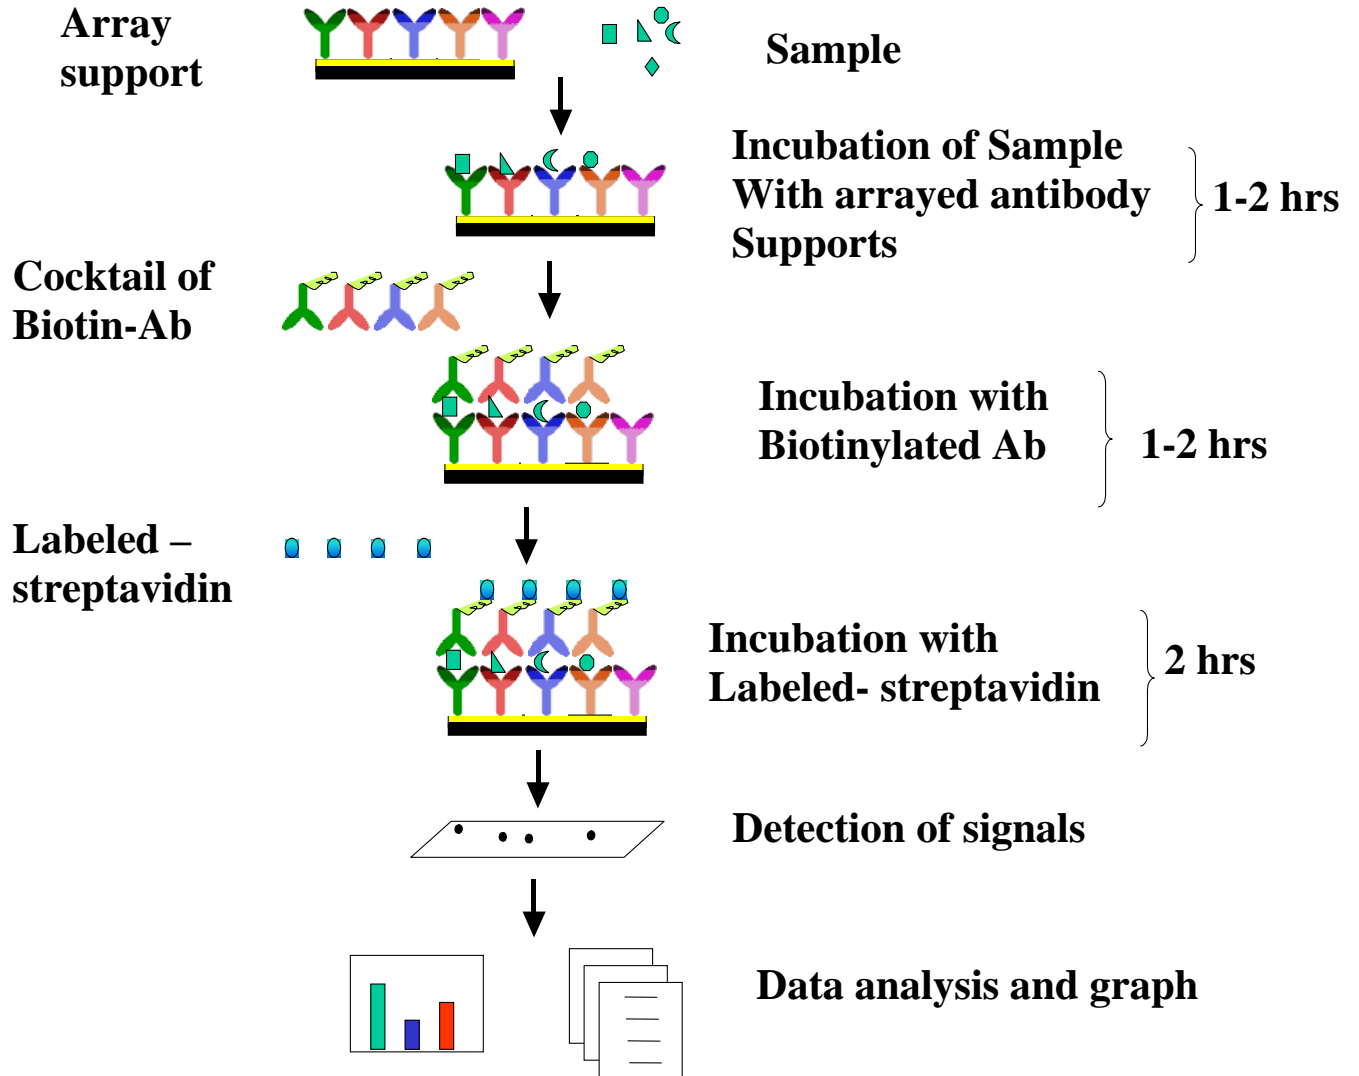 Array
support
Sample
Incubation of Sample
With arrayed antibody
Supports
1-2 hrs
Cocktail of
Biotin-Ab
Incubation with
Biotinylated Ab
1-2 hrs
Labeled –
streptavidin
Incubation with
Labeled- streptavidin
2 hrs
Detection of signals
Data analysis and graph